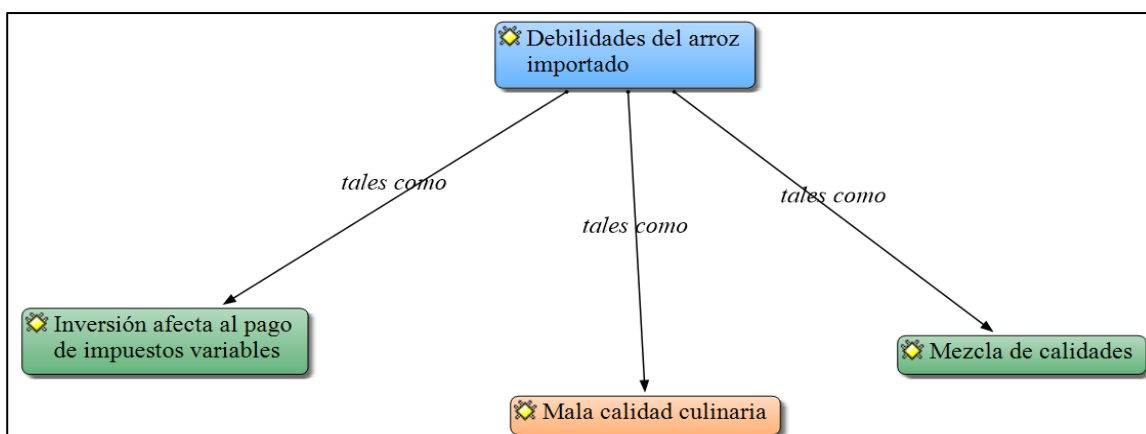 Debilidades del arroz
importado
tales como
tales como
tales como
Inversión afecta al pago
de impuestos variables
Mezcla de calidades
Mala calidad culinaria